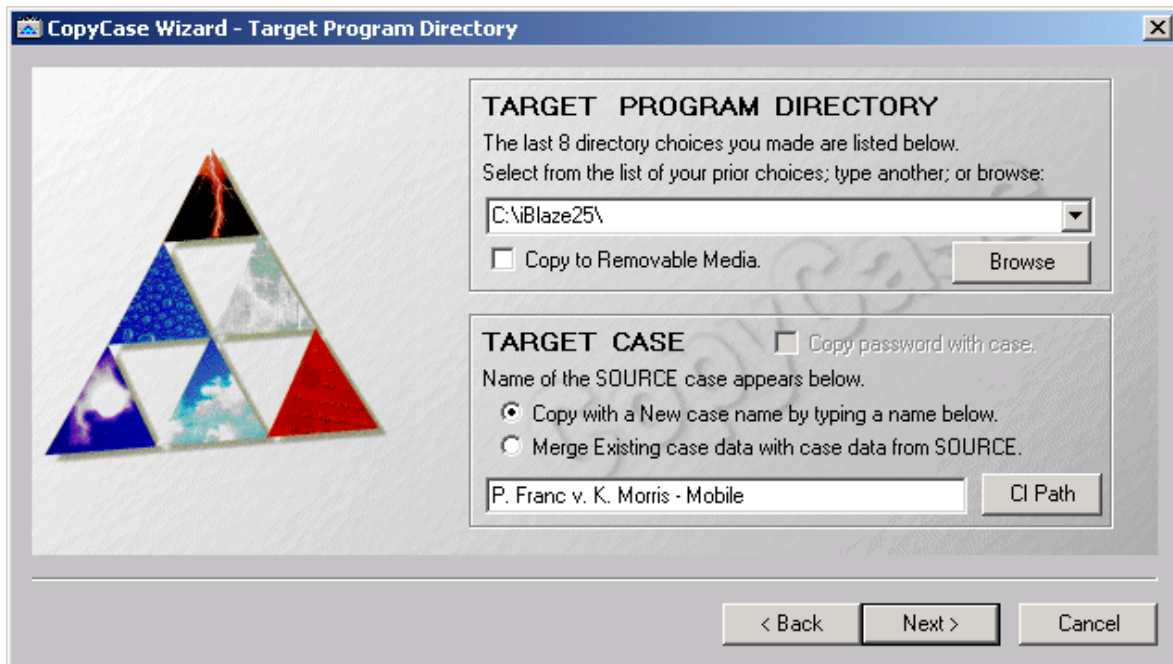 CopyCase Wizard - Target Program Directory
TARGET PROGRAM DIRECTORY
The last 8 directory choices you made are listed below.
Select from the list of your prior choices; type another; or browse:
C:\iBlaze25\
Copy to Removable Media.
Browse
TARGET CASE
Copy password with case.
Name of the SOURCE case appears below.
Copy with a New case name by typing a name below.
Merge Existing case data with case data from SOURCE.
P. Franc v. K. Morris - Mobile
CI Path
CopyCase
< Back
Next >
Cancel